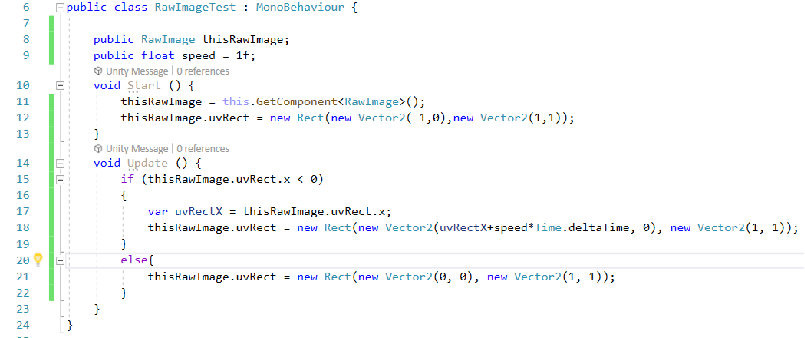 6 public class RawImageTest : MonoBehaviour {
7
8 public RawImage thisRawImage;
9 public float speed = 1f;
Unity Message | 0 references
10 void Start () {
11 thisRawImage = this.GetComponent<RawImage>();
12 thisRawImage.uvRect = new Rect(new Vector2(-1,0),new Vector2(1,1));
13 }
Unity Message | 0 references
14 void Update () {
15 if (thisRawImage.uvRect.x < 0)
16 {
17 var uvRectX = thisRawImage.uvRect.x;
18 thisRawImage.uvRect = new Rect(new Vector2(uvRectX+speed*Time.deltaTime, 0), new Vector2(1, 1));
19 }
20 else{
21 thisRawImage.uvRect = new Rect(new Vector2(0, 0), new Vector2(1, 1));
22 }
23 }
24 }